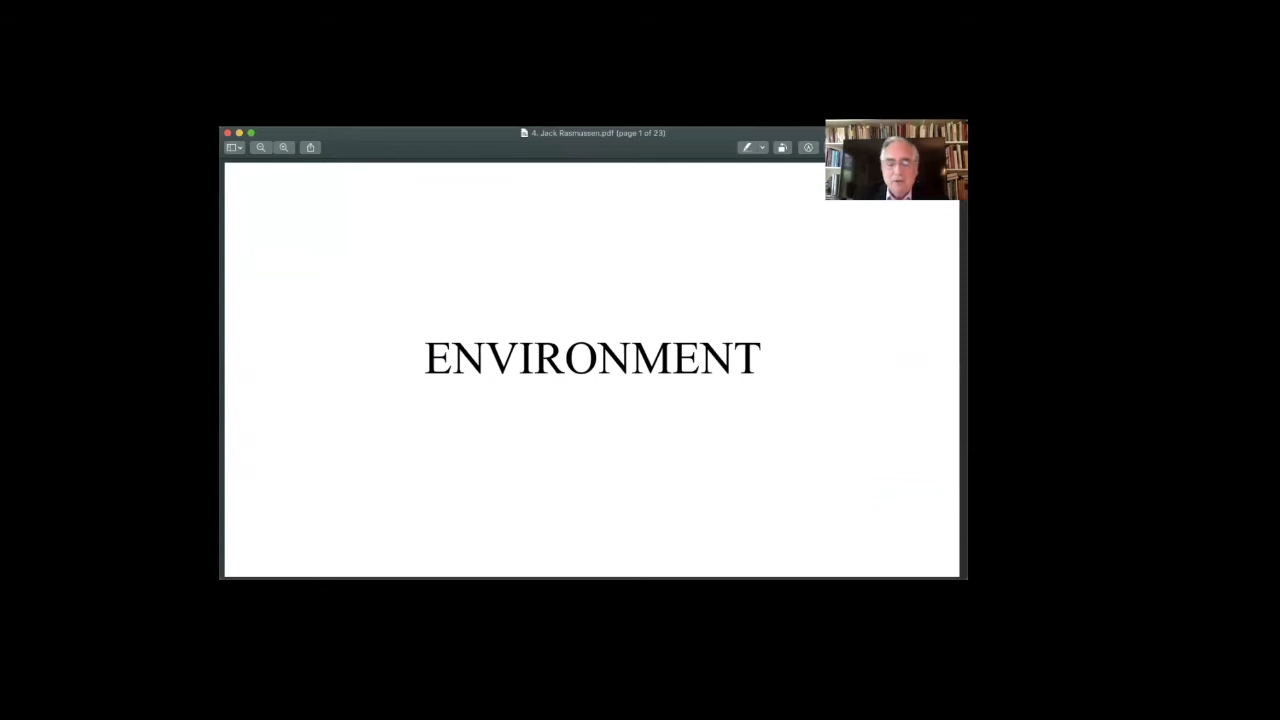 4. Jack Rasmussen.pdf (page 1 of 23)
ENVIRONMENT